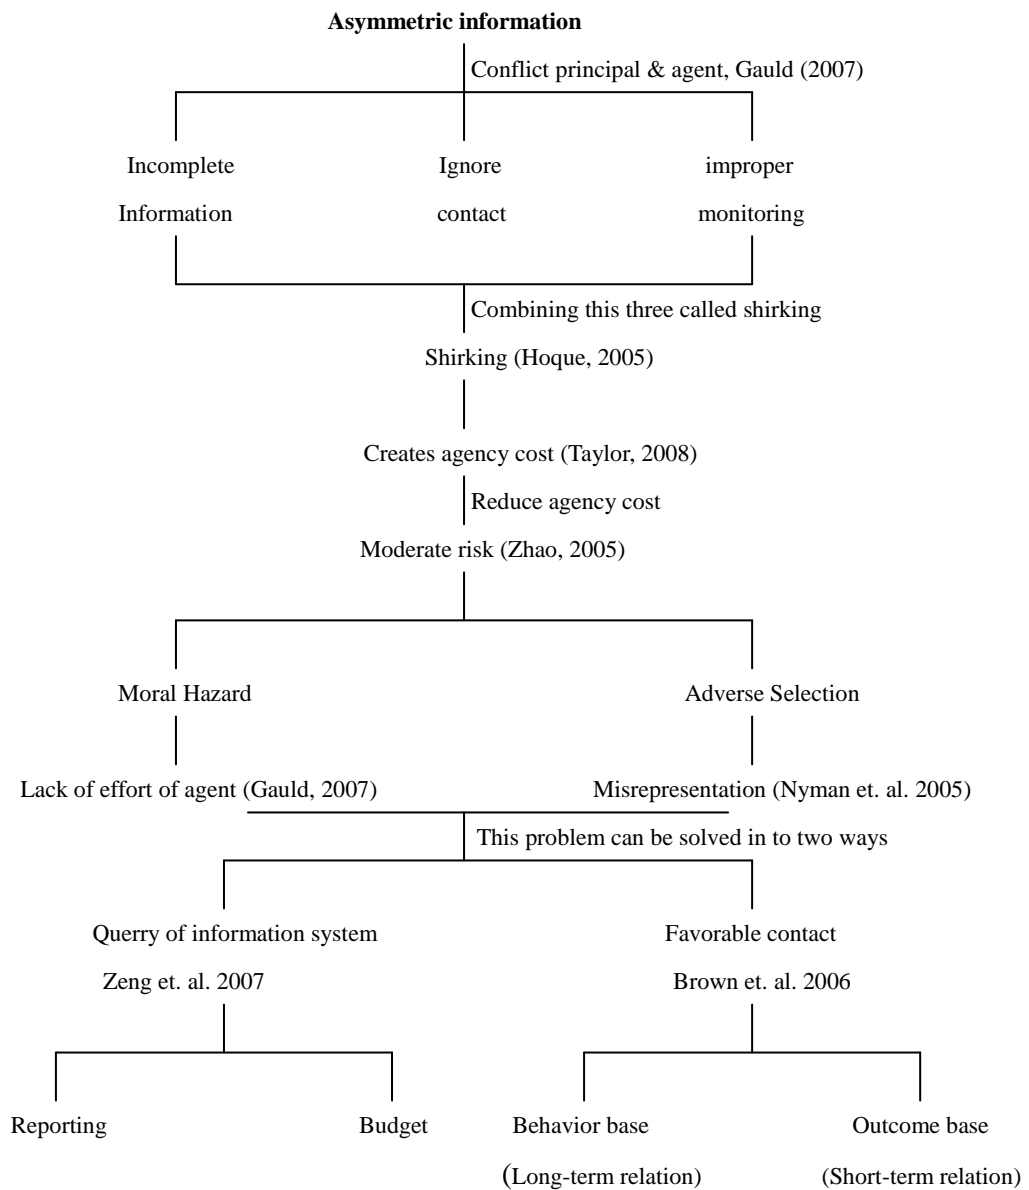 Asymmetric information
Conflict principal & agent, Gauld (2007)
Incomplete Ignore improper
Information contact monitoring
Combining this three called shirking
Shirking (Hoque, 2005)
Creates agency cost (Taylor, 2008)
Reduce agency cost
Moderate risk (Zhao, 2005)
Moral Hazard Adverse Selection
Lack of effort of agent (Gauld, 2007) Misrepresentation (Nyman et. al. 2005)
This problem can be solved in to two ways
Querry of information system Favorable contact
Zeng et. al. 2007 Brown et. al. 2006
Reporting Budget Behavior base Outcome base
(Long-term relation) (Short-term relation)